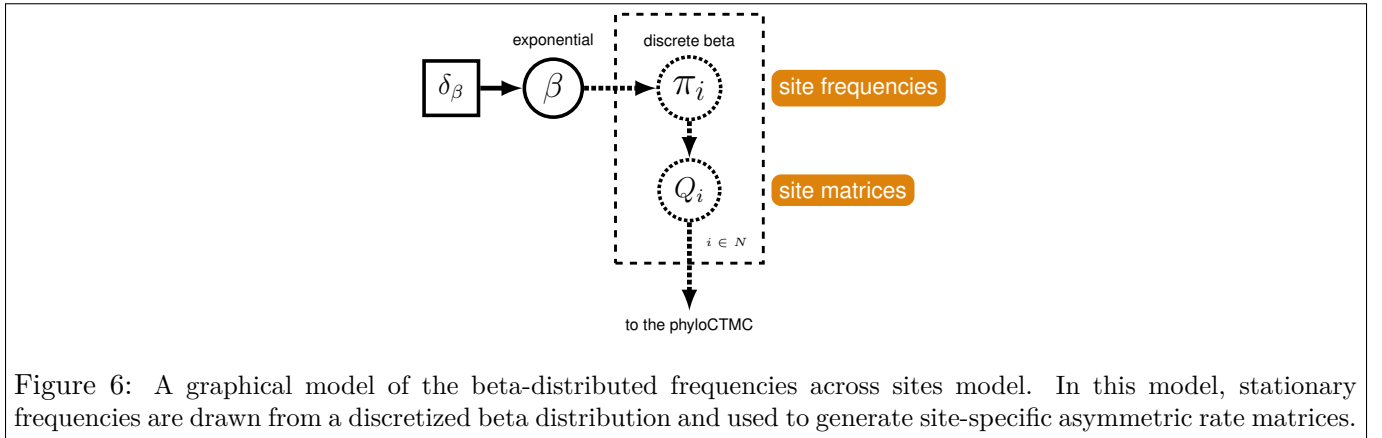 exponential
discrete beta
δβ
β
πi
site frequencies
Qi
site matrices
i ∈ N
to the phyloCTMC
Figure 6: A graphical model of the beta-distributed frequencies across sites model. In this model, stationary
frequencies are drawn from a discretized beta distribution and used to generate site-specific asymmetric rate matrices.